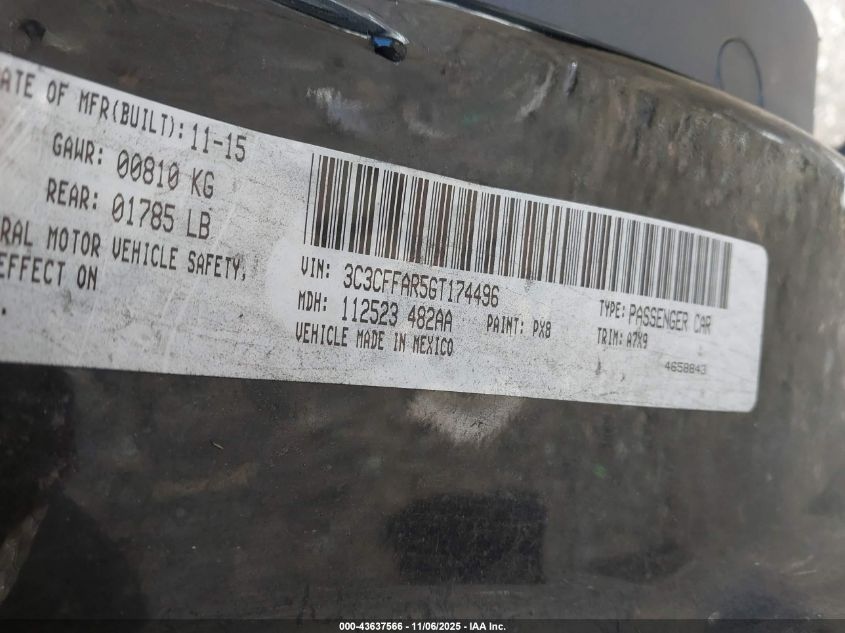 ATE OF MFR(BUILT): 11-15
GAWR: 00810 KG
REAR: 01785 LB
RAL MOTOR VEHICLE SAFETY,
EFFECT ON
VIN: 3C3CFFAR5GT174496
MDH: 112523 482AA PAINT: PX8
VEHICLE MADE IN MEXICO
TYPE: PASSENGER CAR
TRIM: A7X9
4658843
000-43637566 - 11/06/2025 - IAA Inc.